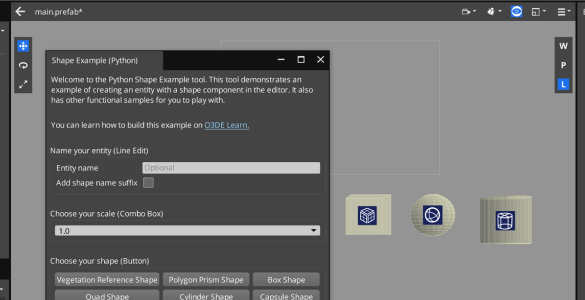 main.prefab*
W
P
L
Shape Example (Python)
Welcome to the Python Shape Example tool. This tool demonstrates an
example of creating an entity with a shape component in the editor. It also
has other functional samples for you to play with.
You can learn how to build this example on O3DE Learn.
Name your entity (Line Edit)
Entity name Optional
Add shape name suffix
Choose your scale (Combo Box)
1.0
Choose your shape (Button)
Vegetation Reference Shape Polygon Prism Shape Box Shape
Quad Shape Cylinder Shape Capsule Shape